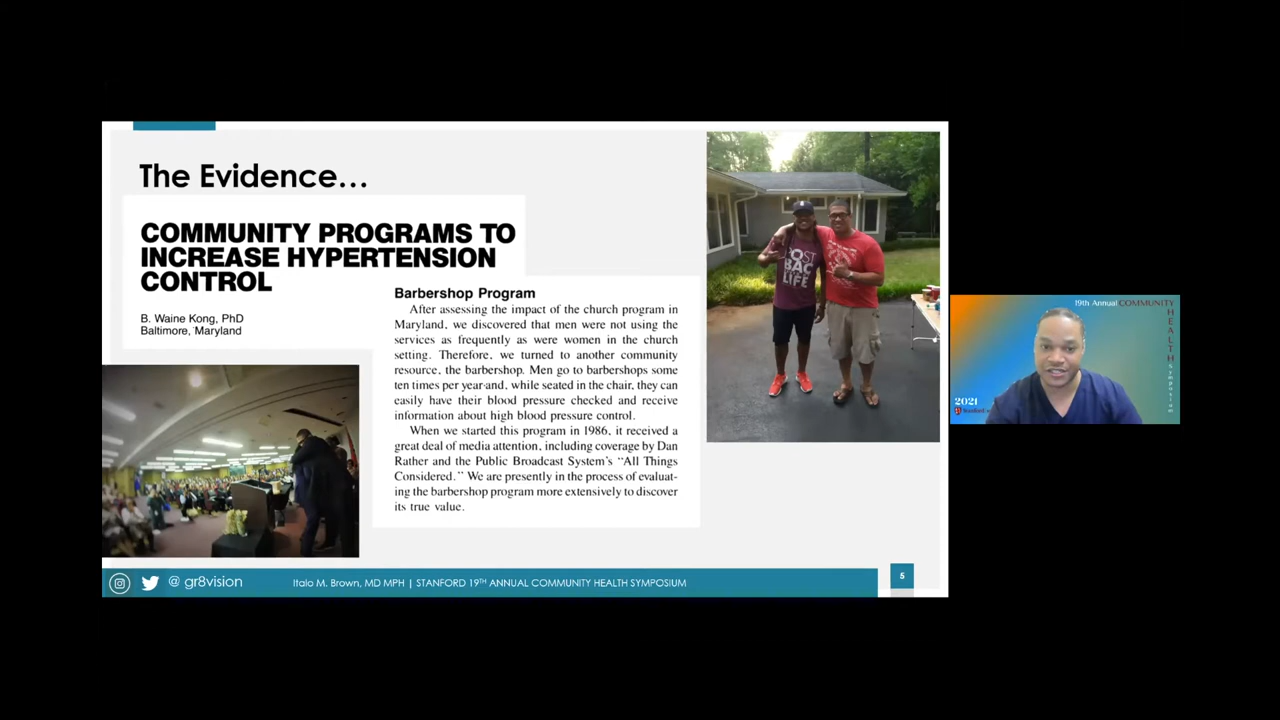 The Evidence...
COMMUNITY PROGRAMS TO
INCREASE HYPERTENSION
CONTROL
B. Waine Kong, PhD
Baltimore, Maryland
Barbershop Program
After assessing the impact of the church program in
Maryland, we discovered that men were not using the
services as frequently as were women in the church
setting. Therefore, we turned to another community
resource, the barbershop. Men go to barbershops some
ten times per year and, while seated in the chair, they can
easily have their blood pressure checked and receive
information about high blood pressure control.
When we started this program in 1986, it received a
great deal of media attention, including coverage by Dan
Rather and the Public Broadcast System's "All Things
Considered." We are presently in the process of evaluat-
ing the barbershop program more extensively to discover
its true value.
POST
BAC
LIFE
@ gr8vision
Italo M. Brown, MD MPH | STANFORD 19TH ANNUAL COMMUNITY HEALTH SYMPOSIUM
5
19th Annual COMMUNITY
HEALTH
Symposium
2021